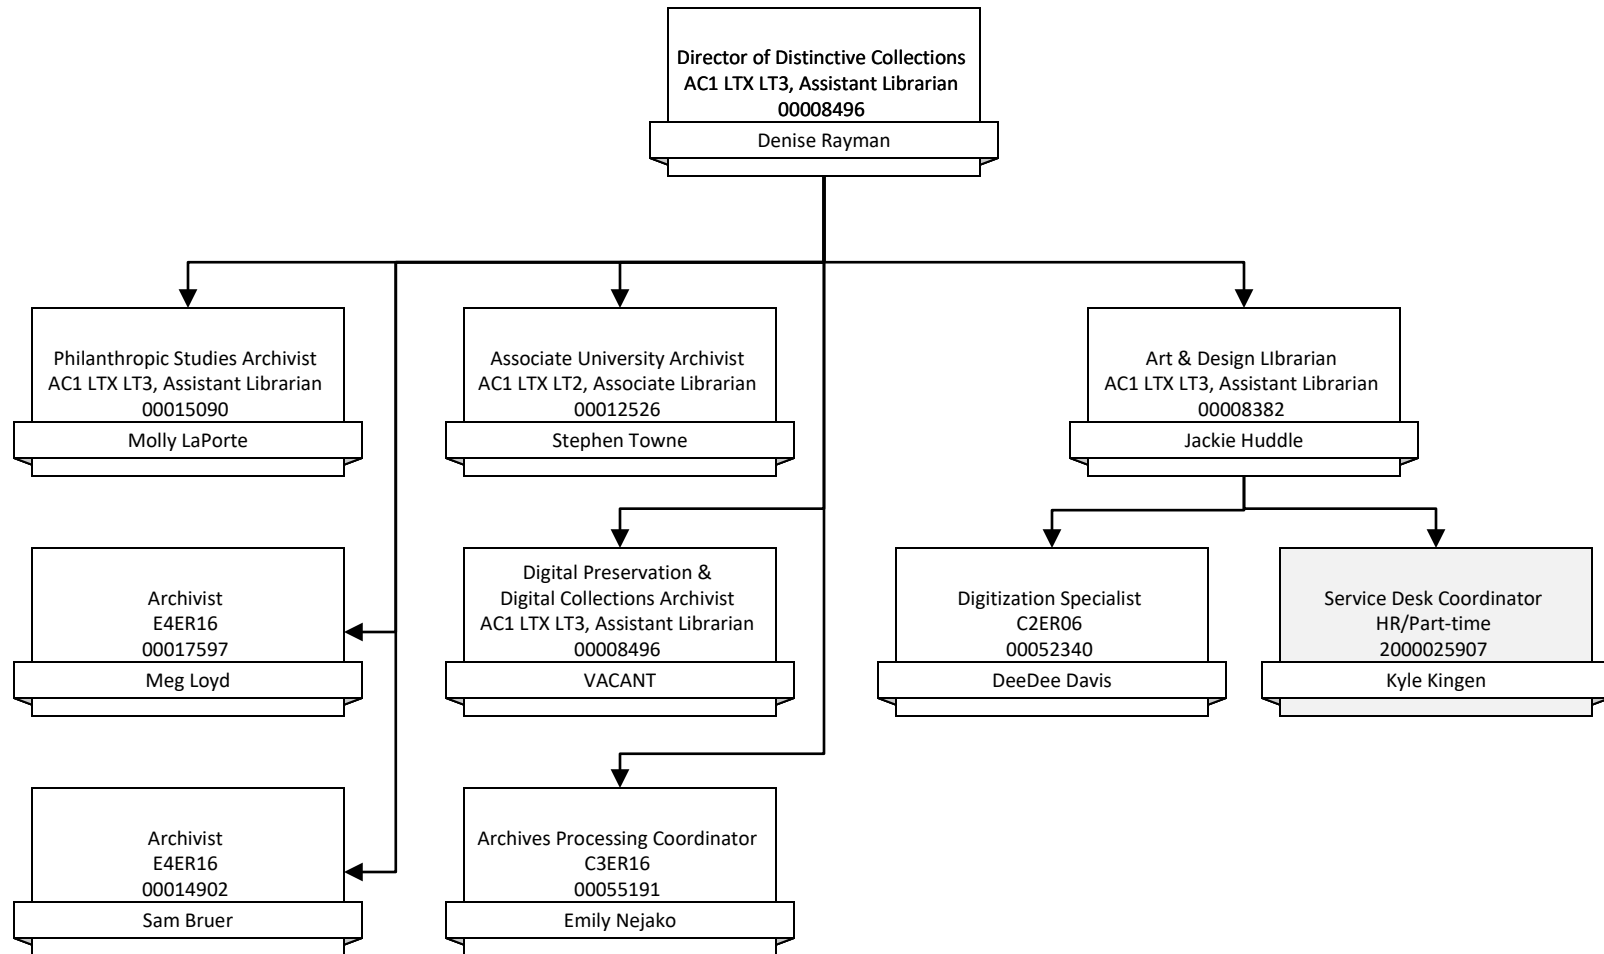 Director of Distinctive Collections
AC1 LTX LT3, Assistant Librarian
00008496
Denise Rayman
Philanthropic Studies Archivist
AC1 LTX LT3, Assistant Librarian
00015090
Molly LaPorte
Associate University Archivist
AC1 LTX LT2, Associate Librarian
00012526
Stephen Towne
Art & Design LIbrarian
AC1 LTX LT3, Assistant Librarian
00008382
Jackie Huddle
Archivist
E4ER16
00017597
Meg Loyd
Digital Preservation &
Digital Collections Archivist
AC1 LTX LT3, Assistant Librarian
00008496
VACANT
Digitization Specialist
C2ER06
00052340
DeeDee Davis
Service Desk Coordinator
HR/Part-time
2000025907
Kyle Kingen
Archivist
E4ER16
00014902
Sam Bruer
Archives Processing Coordinator
C3ER16
00055191
Emily Nejako